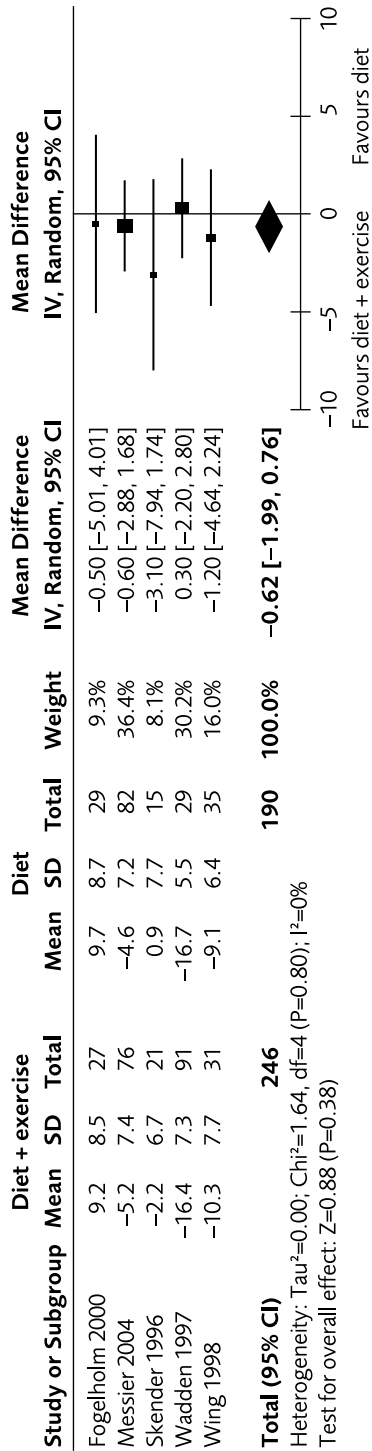 Diet + exercise Diet Mean Difference Mean Difference
Study or Subgroup Mean SD Total Mean SD Total Weight IV, Random, 95% CI IV, Random, 95% CI
Fogelholm 2000 9.2 8.5 27 9.7 8.7 29 9.3% −0.50 [−5.01, 4.01]
Messier 2004 −5.2 7.4 76 −4.6 7.2 82 36.4% −0.60 [−2.88, 1.68]
Skender 1996 −2.2 6.7 21 0.9 7.7 15 8.1% −3.10 [−7.94, 1.74]
Wadden 1997 −16.4 7.3 91 −16.7 5.5 29 30.2% 0.30 [−2.20, 2.80]
Wing 1998 −10.3 7.7 31 −9.1 6.4 35 16.0% −1.20 [−4.64, 2.24]
Total (95% CI) 246 190 100.0% −0.62 [−1.99, 0.76]
Heterogeneity: Tau²=0.00; Chi²=1.64, df=4 (P=0.80); I²=0%
Test for overall effect: Z=0.88 (P=0.38)
−10 −5 0 5 10
Favours diet + exercise Favours diet